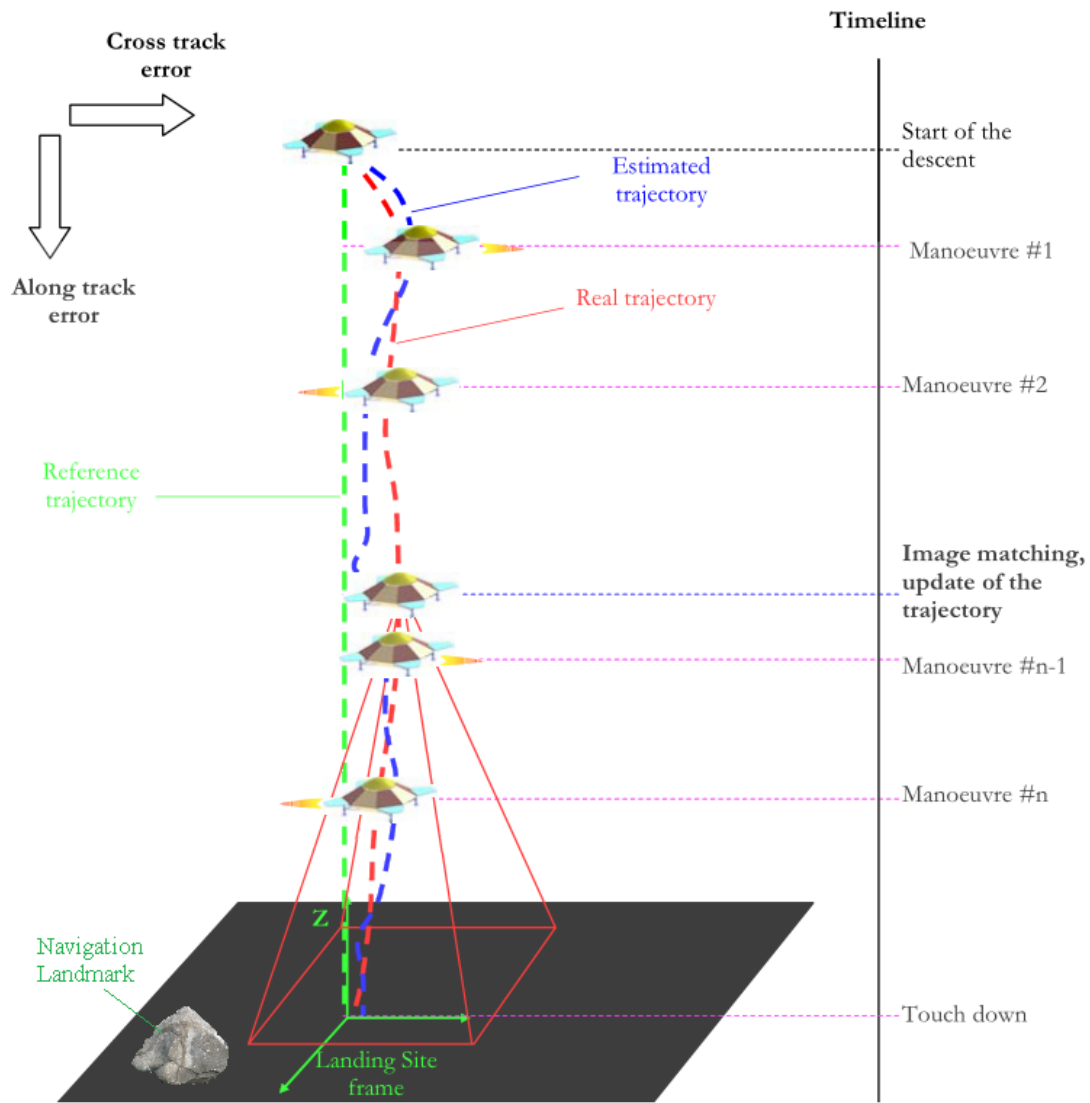 Timeline
Cross track
error
Start of the
descent
Estimated
trajectory
Manoeuvre #1
Along track
error
Real trajectory
Manoeuvre #2
Reference
trajectory
Image matching,
update of the
trajectory
Manoeuvre #n-1
Manoeuvre #n
Z
Navigation
Landmark
Touch down
Landing Site
frame